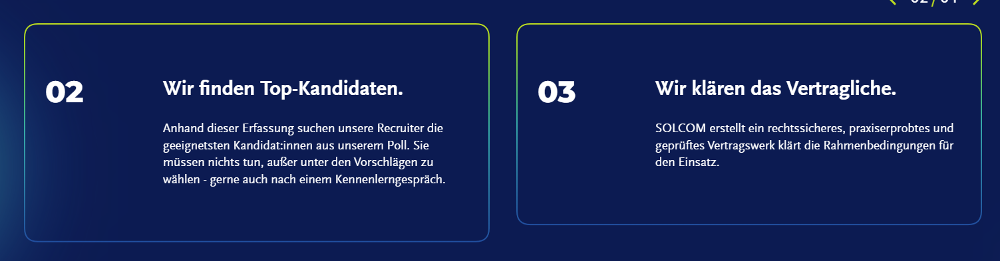 02
Wir finden Top-Kandidaten.
Anhand dieser Erfassung suchen unsere Recruiter die
geeignetsten Kandidat:innen aus unserem Poll. Sie
müssen nichts tun, außer unter den Vorschlägen zu
wählen - gerne auch nach einem Kennenlerngespräch.
03
Wir klären das Vertragliche.
SOLCOM erstellt ein rechtssicheres, praxiserprobtes und
geprüftes Vertragswerk klärt die Rahmenbedingungen für
den Einsatz.